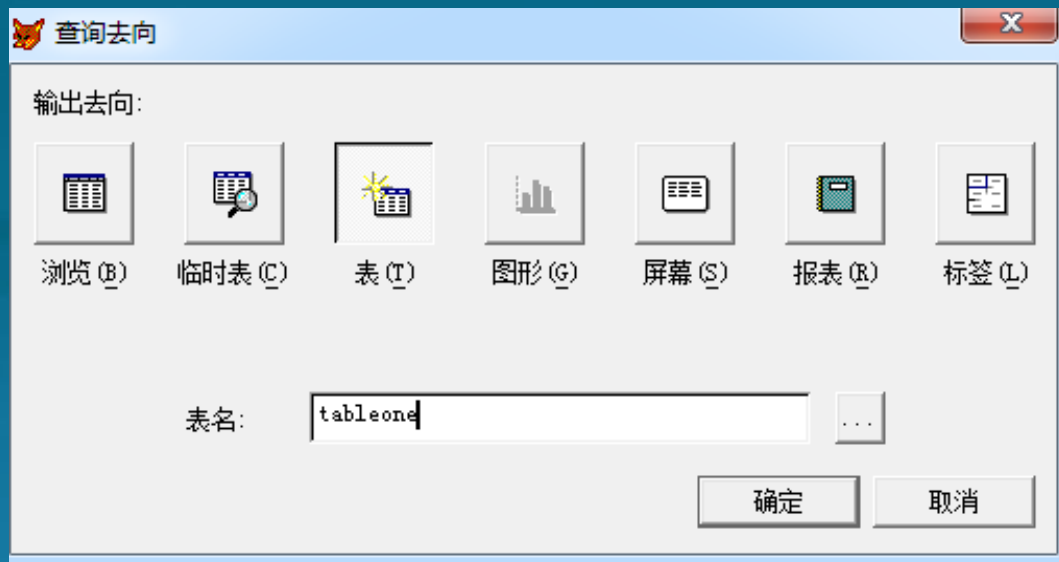 查询去向
输出去向:
浏览(B) 临时表(C) 表(T) 图形(G) 屏幕(S) 报表(R) 标签(L)
表名: tableone ...
确定 取消